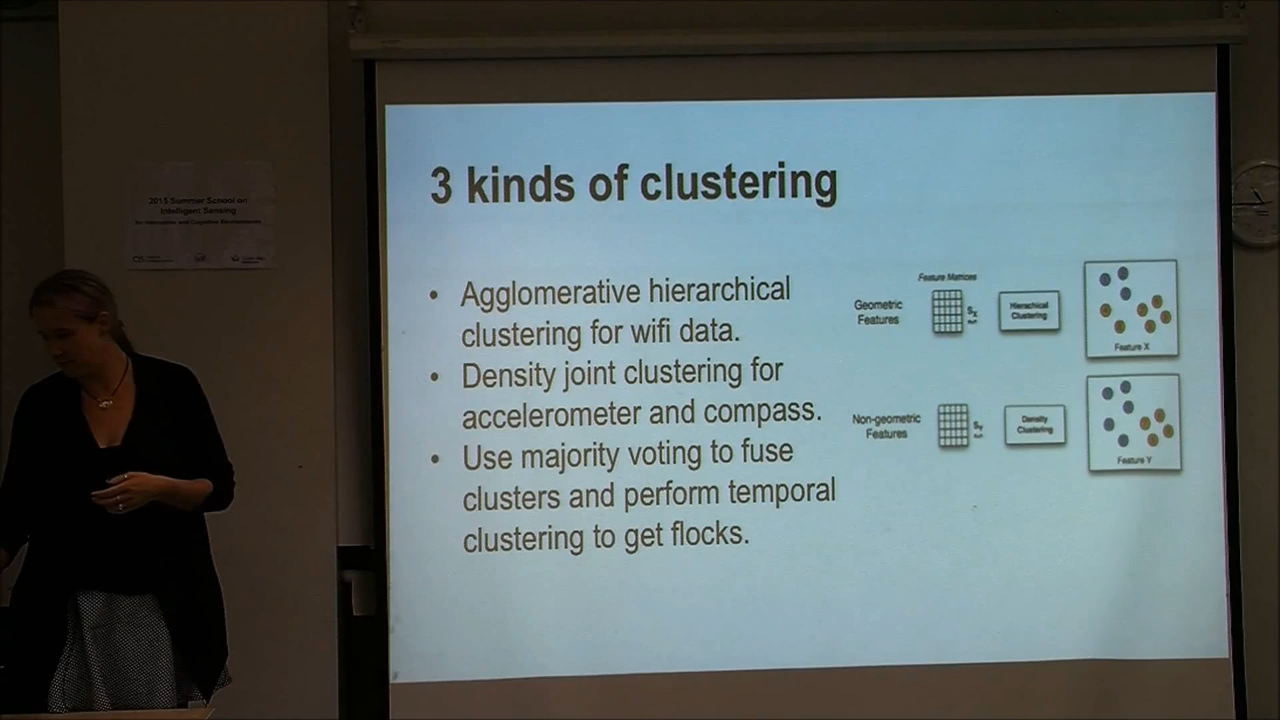 2015 Summer School on
Intelligent Sensing
3 kinds of clustering
• Agglomerative hierarchical
clustering for wifi data.
• Density joint clustering for
accelerometer and compass.
• Use majority voting to fuse
clusters and perform temporal
clustering to get flocks.
Feature Matrices
Geometric
Features
Hierachical
Clustering
Feature X
Non-geometric
Features
Density
Clustering
Feature Y